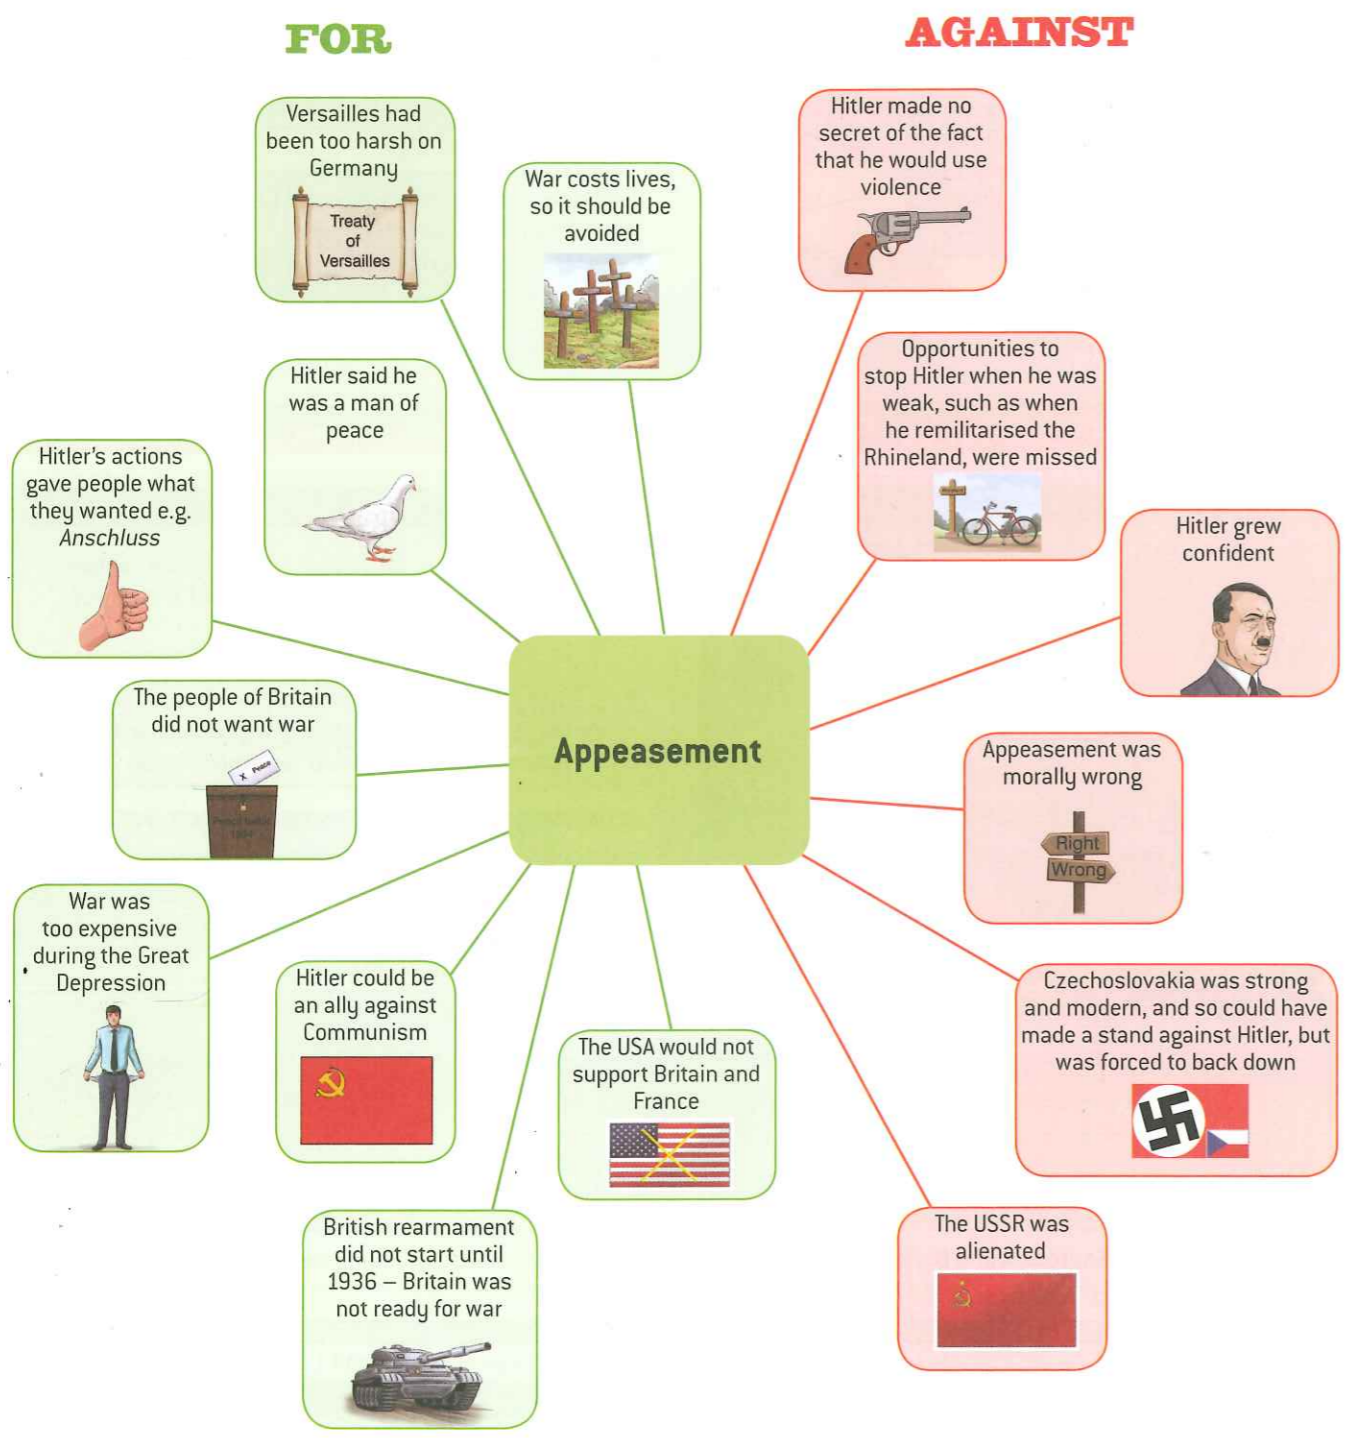 FOR
AGAINST
Versailles had
been too harsh on
Germany
Treaty
of
Versailles
War costs lives,
so it should be
avoided
Hitler said he
was a man of
peace
Hitler's actions
gave people what
they wanted e.g.
Anschluss
The people of Britain
did not want war
X Peace
War was
too expensive
during the Great
Depression
Hitler could be
an ally against
Communism
British rearmament
did not start until
1936 – Britain was
not ready for war
The USA would not
support Britain and
France
Appeasement
Hitler made no
secret of the fact
that he would use
violence
Opportunities to
stop Hitler when he was
weak, such as when
he remilitarised the
Rhineland, were missed
Hitler grew
confident
Appeasement was
morally wrong
Right
Wrong
Czechoslovakia was strong
and modern, and so could have
made a stand against Hitler, but
was forced to back down
The USSR was
alienated